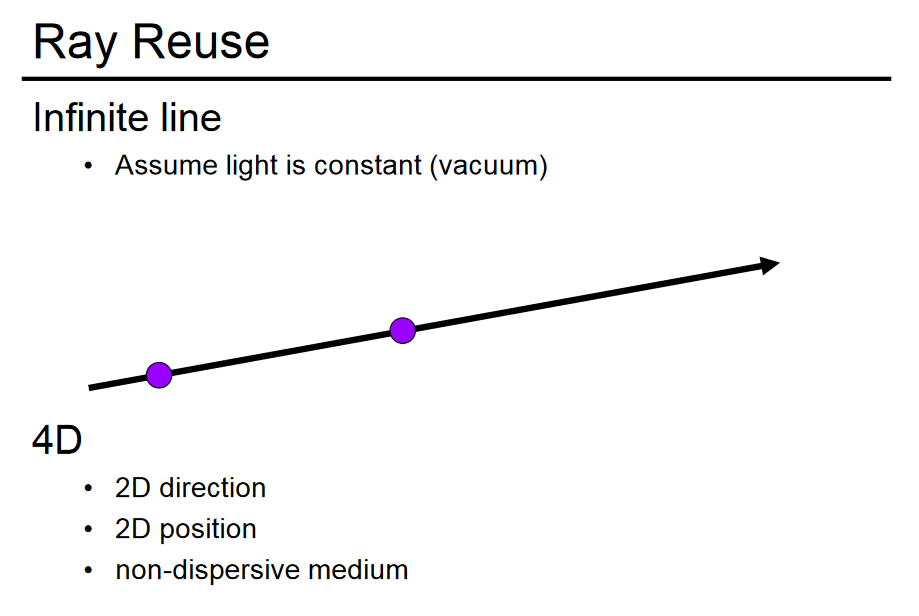 Ray Reuse
Infinite line
• Assume light is constant (vacuum)
4D
• 2D direction
• 2D position
• non-dispersive medium